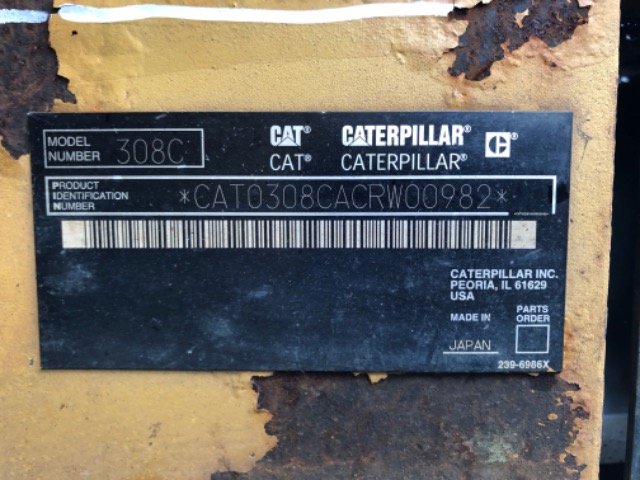 MODEL NUMBER 308C
CAT® CATERPILLAR® C®
CAT® CATERPILLAR®
PRODUCT IDENTIFICATION NUMBER *CAT0308CACRW00982*
CATERPILLAR INC.
PEORIA, IL 61629
USA
MADE IN JAPAN
PARTS ORDER
239-6986X